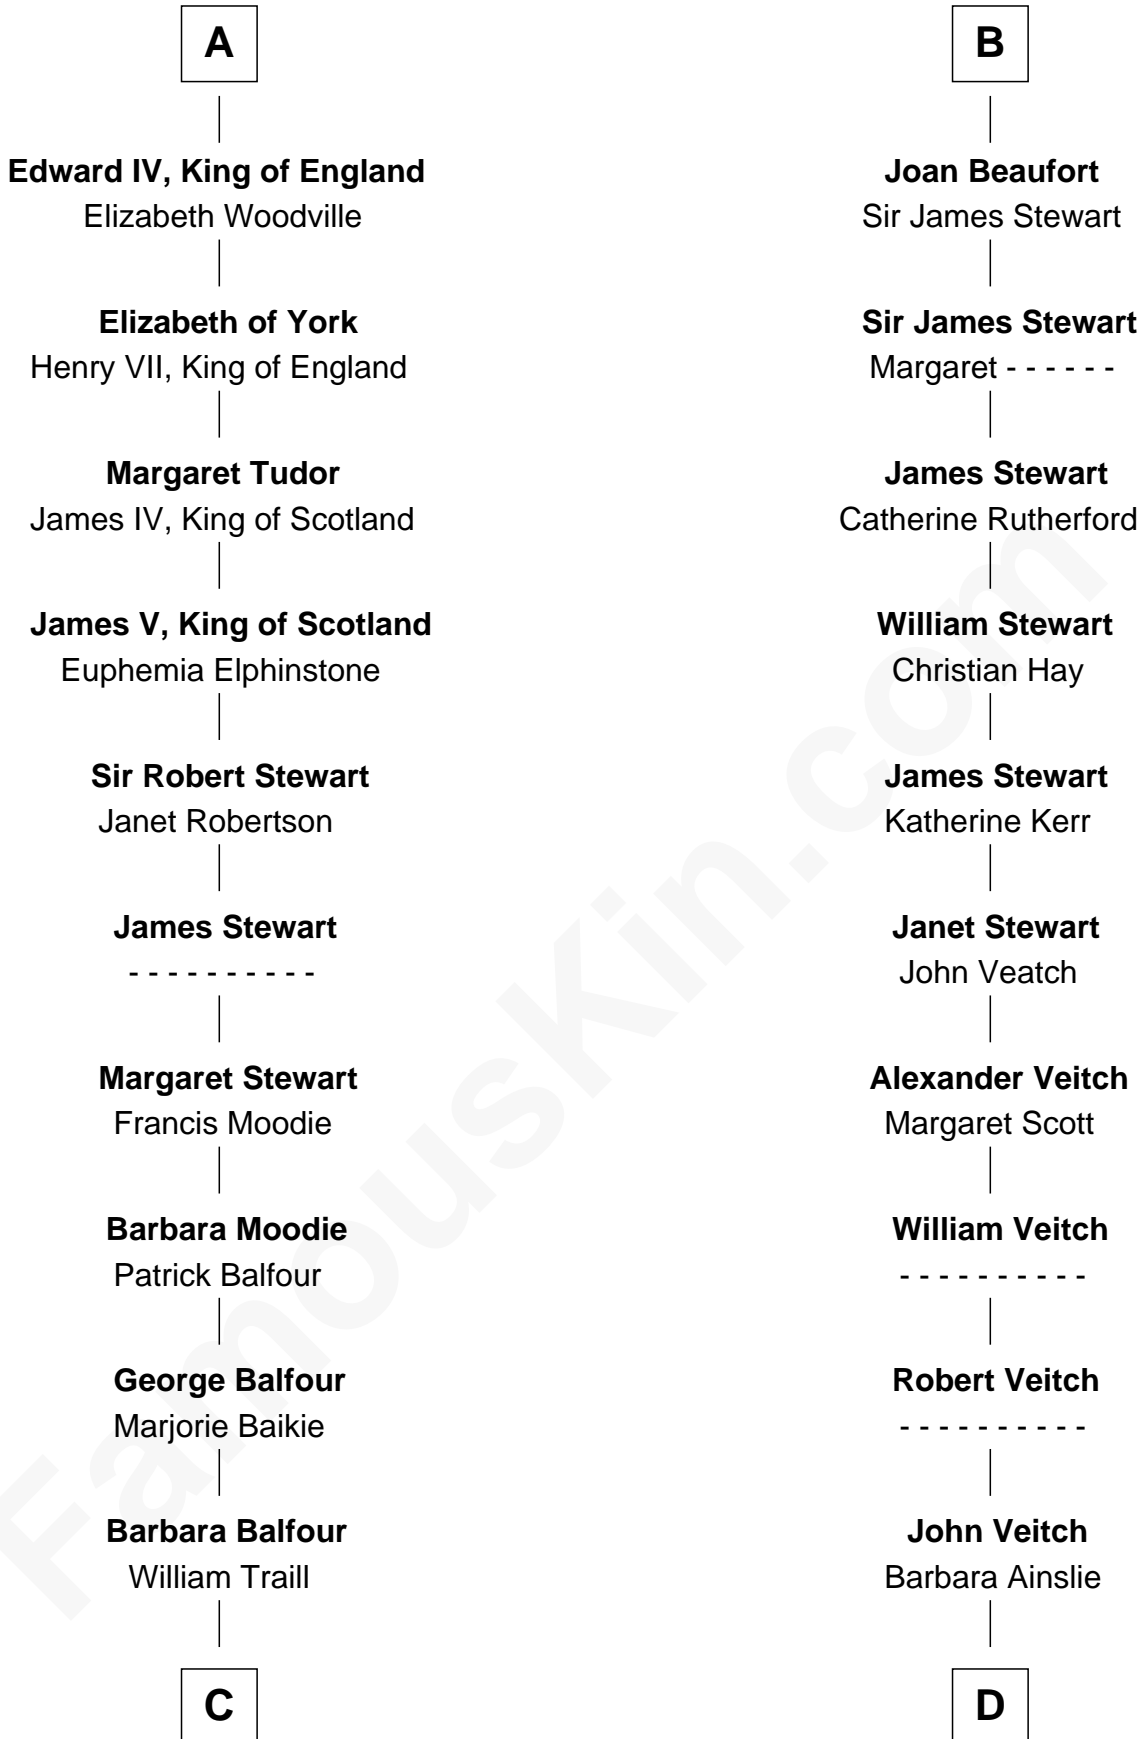 A
Edward IV, King of England
Elizabeth Woodville
Elizabeth of York
Henry VII, King of England
Margaret Tudor
James IV, King of Scotland
James V, King of Scotland
Euphemia Elphinstone
Sir Robert Stewart
Janet Robertson
James Stewart
- - - - - - - - - -
Margaret Stewart
Francis Moodie
Barbara Moodie
Patrick Balfour
George Balfour
Marjorie Baikie
Barbara Balfour
William Traill
C
B
Joan Beaufort
Sir James Stewart
Sir James Stewart
Margaret - - - - - -
James Stewart
Catherine Rutherford
William Stewart
Christian Hay
James Stewart
Katherine Kerr
Janet Stewart
John Veatch
Alexander Veitch
Margaret Scott
William Veitch
- - - - - - - - - -
Robert Veitch
- - - - - - - - - -
John Veitch
Barbara Ainslie
D
FamousKin.com